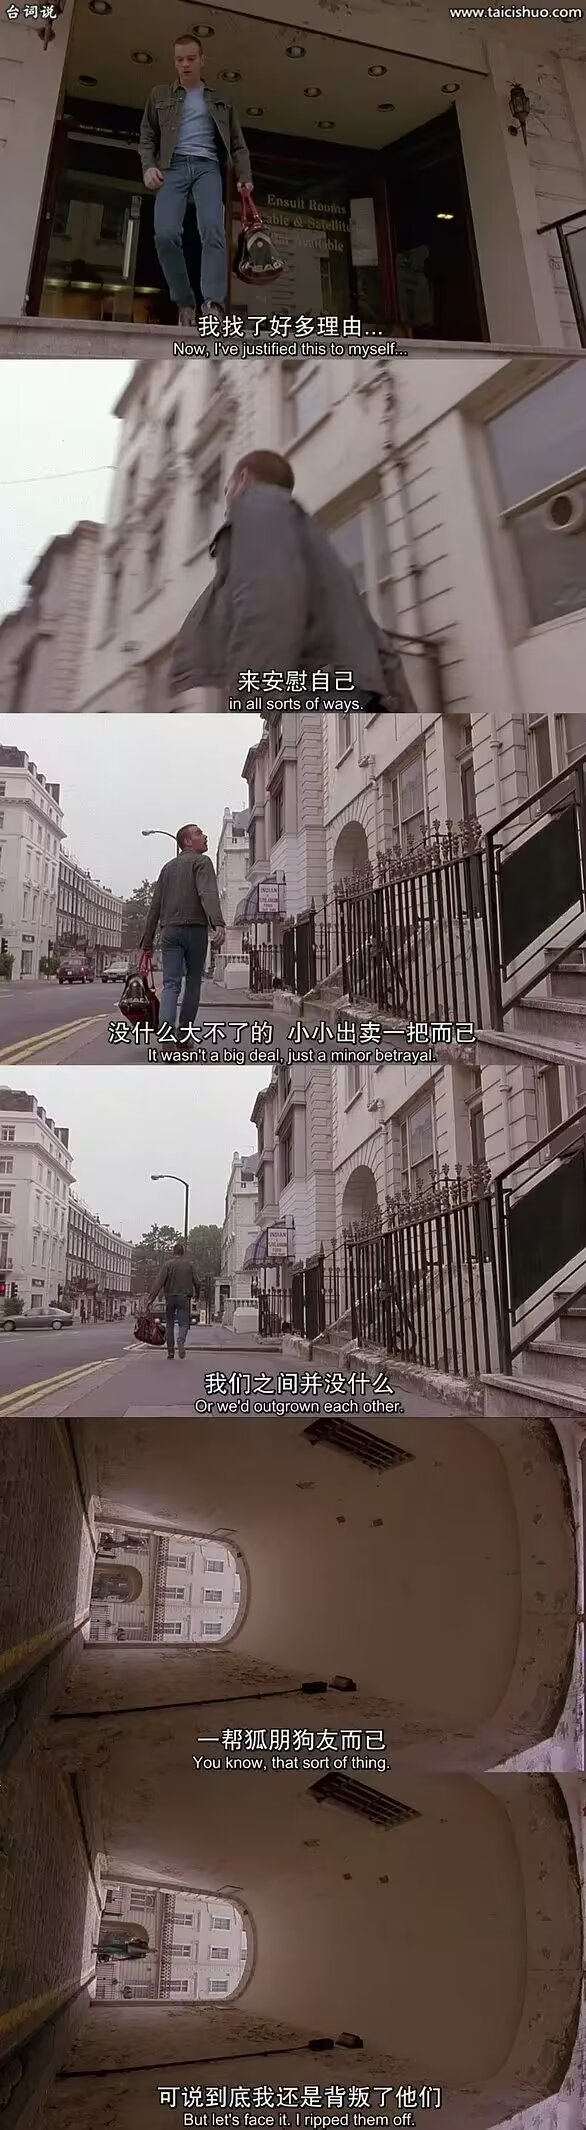 台词说
www.taicishuo.com
Ensuit Rooms
able & Satellite
Available
HEAD
我找了好多理由...
Now, I've justified this to myself...
来安慰自己
in all sorts of ways.
INDIAN
没什么大不了的 小小出卖一把而已
It wasn't a big deal, just a minor betrayal.
INDIAN
我们之间并没什么
Or we'd outgrown each other.
一帮狐朋狗友而已
You know, that sort of thing.
可说到底我还是背叛了他们
But let's face it. I ripped them off.